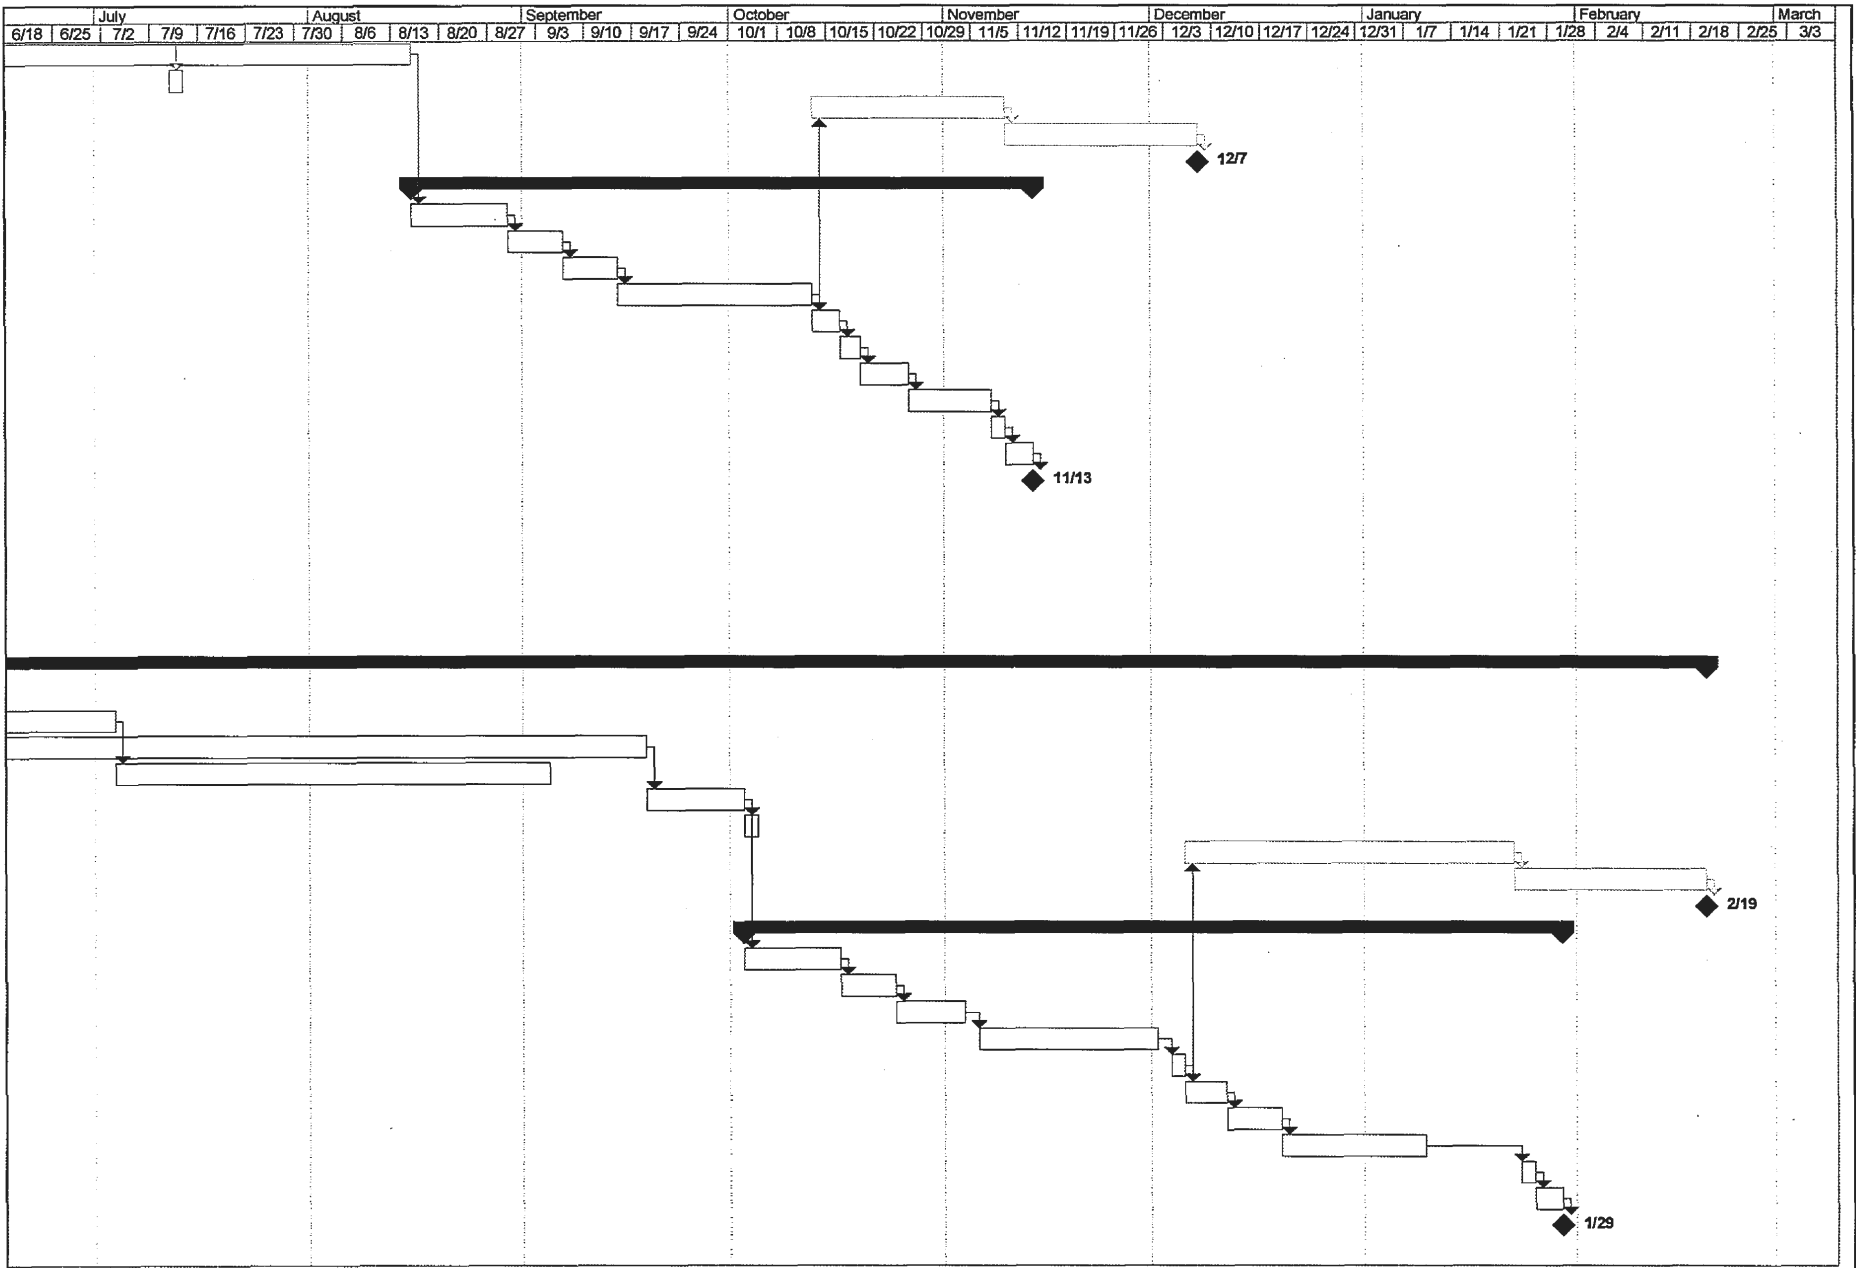 July August September October November December January February March
6/18 6/25 7/2 7/9 7/16 7/23 7/30 8/6 8/13 8/20 8/27 9/3 9/10 9/17 9/24 10/1 10/8 10/15 10/22 10/29 11/5 11/12 11/19 11/26 12/3 12/10 12/17 12/24 12/31 1/7 1/14 1/21 1/28 2/4 2/11 2/18 2/25 3/3
12/7
11/13
2/19
1/29